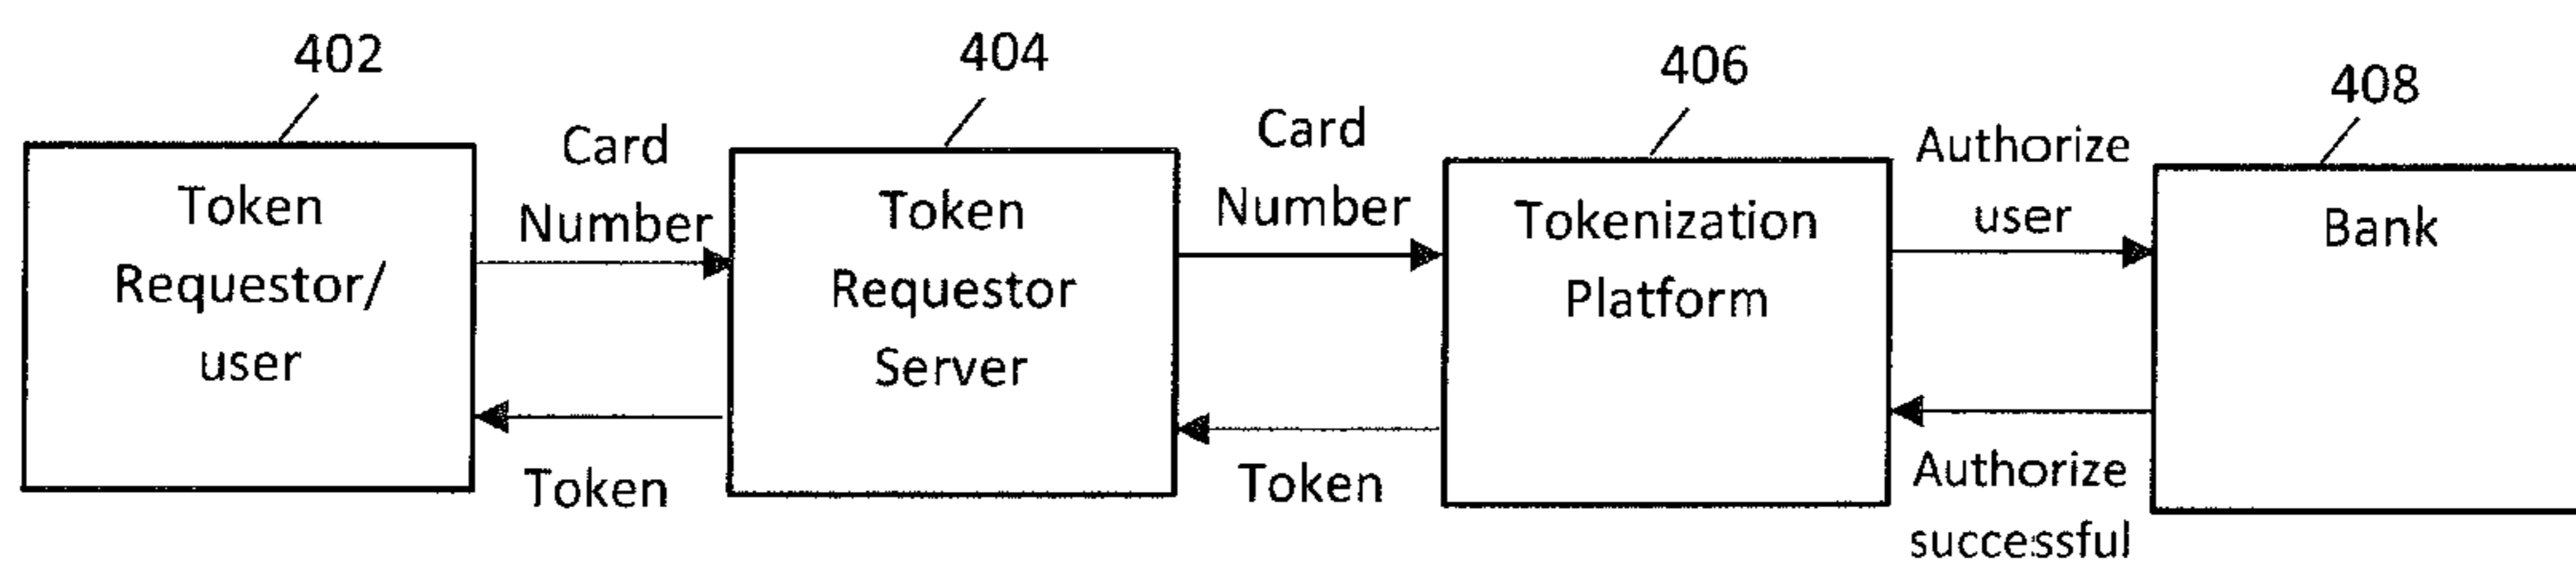 402
404
406
408
Token
Requestor/
user
Card
Number
Token
Token
Requestor
Server
Card
Number
Token
Tokenization
Platform
Authorize
user
Authorize
successful
Bank